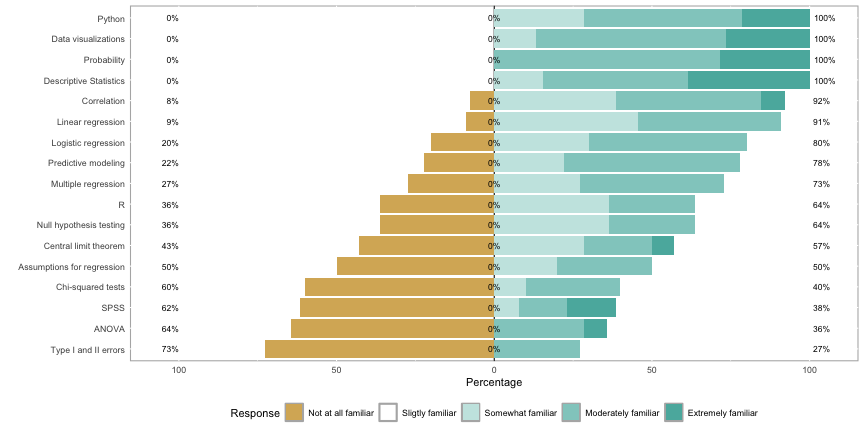 Python 0% 0% 100%
Data visualizations 0% 0% 100%
Probability 0% 0% 100%
Descriptive Statistics 0% 0% 100%
Correlation 8% 0% 92%
Linear regression 9% 0% 91%
Logistic regression 20% 0% 80%
Predictive modeling 22% 0% 78%
Multiple regression 27% 0% 73%
R 36% 0% 64%
Null hypothesis testing 36% 0% 64%
Central limit theorem 43% 0% 57%
Assumptions for regression 50% 0% 50%
Chi-squared tests 60% 0% 40%
SPSS 62% 0% 38%
ANOVA 64% 0% 36%
Type I and II errors 73% 0% 27%
100 50 0 50 100
Percentage
Response Not at all familiar Sligtly familiar Somewhat familiar Moderately familiar Extremely familiar